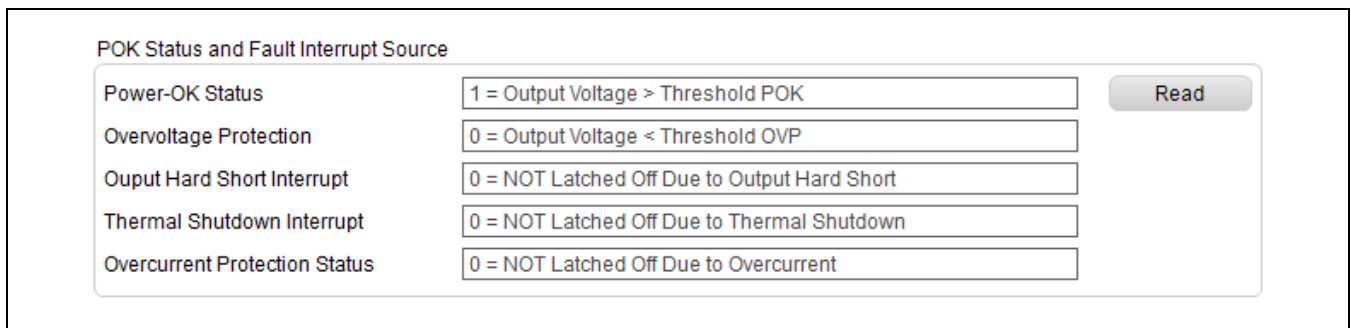 POK Status and Fault Interrupt Source
Power-OK Status 1 = Output Voltage > Threshold POK Read
Overvoltage Protection 0 = Output Voltage < Threshold OVP
Ouput Hard Short Interrupt 0 = NOT Latched Off Due to Output Hard Short
Thermal Shutdown Interrupt 0 = NOT Latched Off Due to Thermal Shutdown
Overcurrent Protection Status 0 = NOT Latched Off Due to Overcurrent